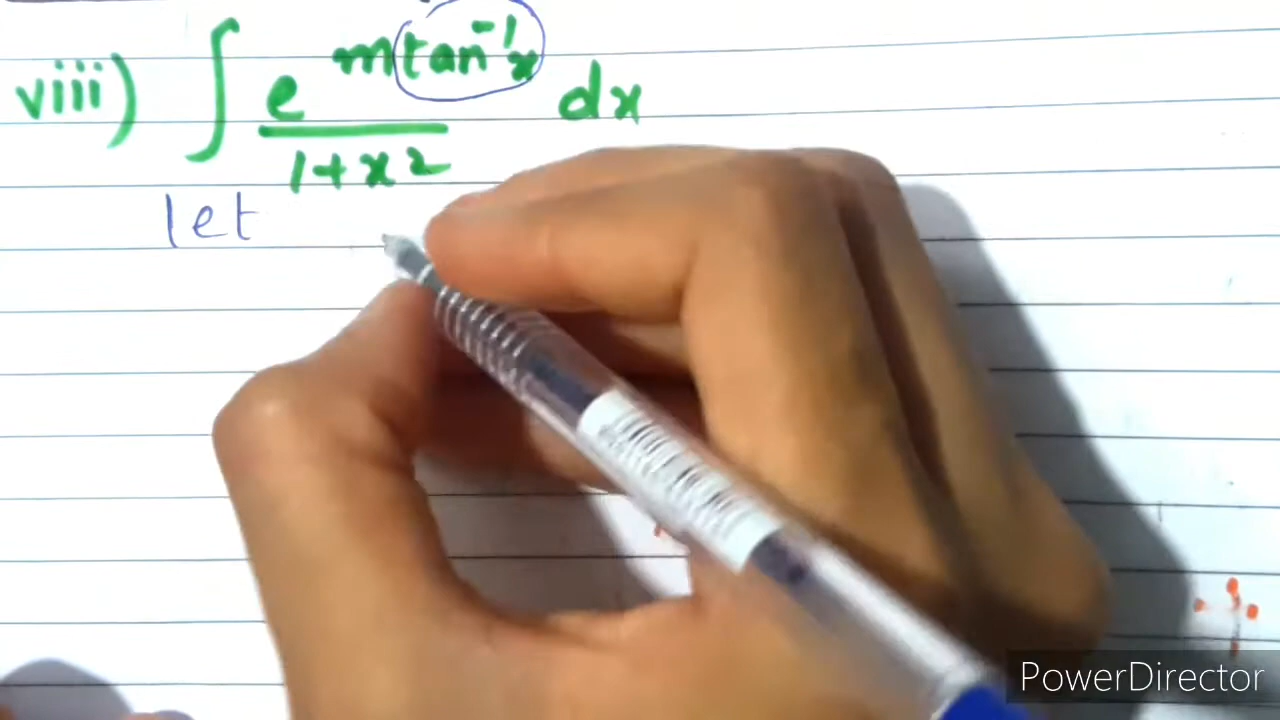 viii) ∫ e^(m tan⁻¹x) / (1+x²) dx
let
PowerDirector